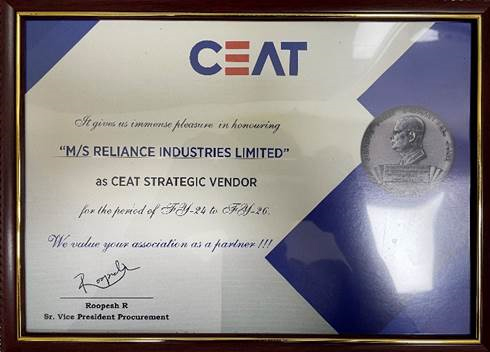 CEAT
It gives us immense pleasure in honouring
"M/S RELIANCE INDUSTRIES LIMITED"
as CEAT STRATEGIC VENDOR
for the period of FY-24 to FY-26.
We value your association as a partner !!!
Roopesh R
Sr. Vice President Procurement